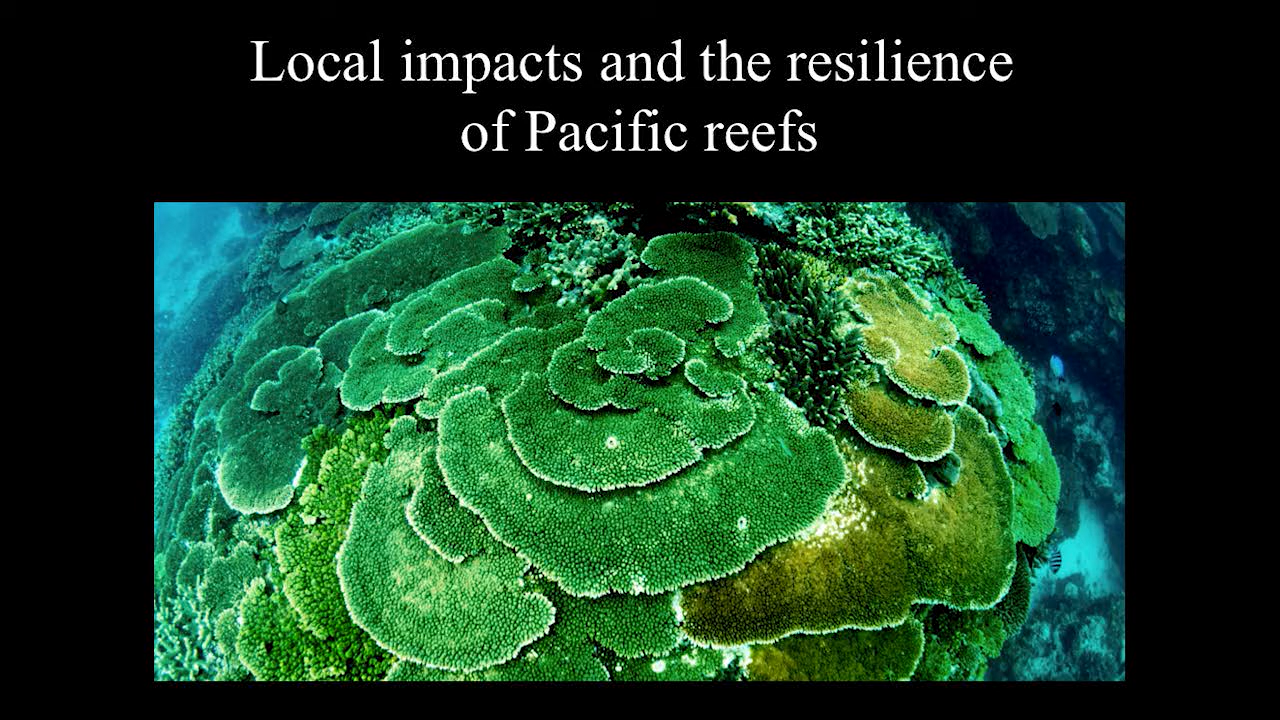 Local impacts and the resilience
of Pacific reefs